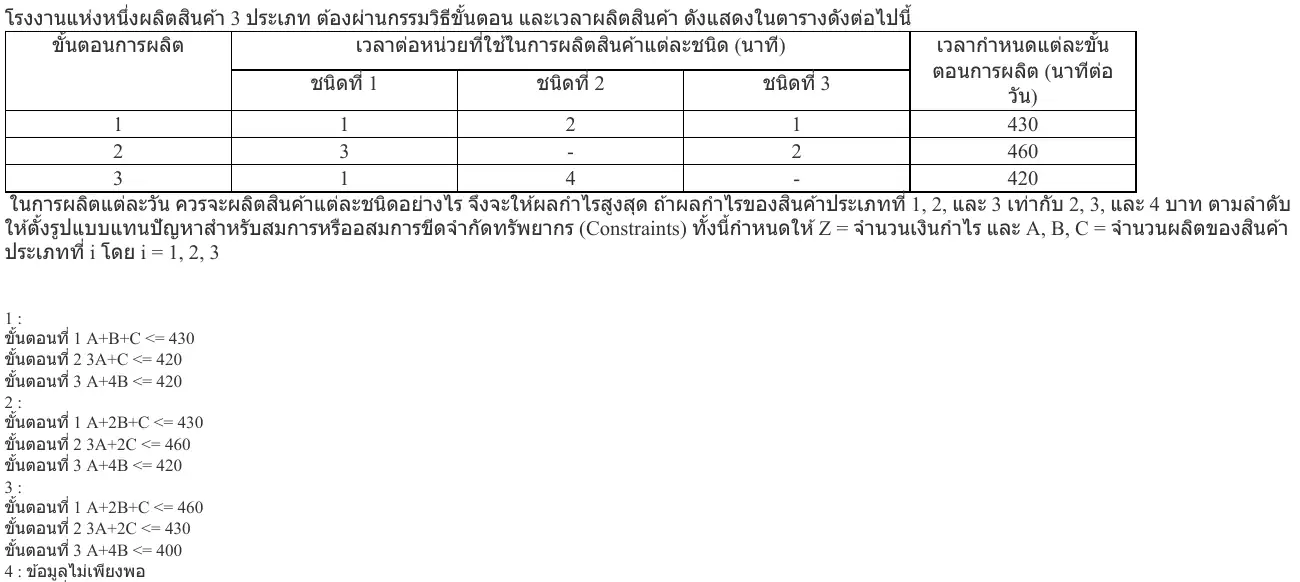 โรงงานแห่งหนึ่งผลิตสินค้า 3 ประเภท ต้องผ่านกรรมวิธีขั้นตอน และเวลาผลิตสินค้า ดังแสดงในตารางดังต่อไปนี้
ขั้นตอนการผลิต เวลาต่อหน่วยที่ใช้ในการผลิตสินค้าแต่ละชนิด (นาที) เวลากำหนดแต่ละขั้น
ตอนการผลิต (นาทีต่อ
วัน)
ชนิดที่ 1 ชนิดที่ 2 ชนิดที่ 3
1 1 2 1 430
2 3 - 2 460
3 1 4 - 420
ในการผลิตแต่ละวัน ควรจะผลิตสินค้าแต่ละชนิดอย่างไร จึงจะให้ผลกำไรสูงสุด ถ้าผลกำไรของสินค้าประเภทที่ 1, 2, และ 3 เท่ากับ 2, 3, และ 4 บาท ตามลำดับ
ให้ตั้งรูปแบบแทนปัญหาสำหรับสมการหรืออสมการขีดจำกัดทรัพยากร (Constraints) ทั้งนี้กำหนดให้ Z = จำนวนเงินกำไร และ A, B, C = จำนวนผลิตของสินค้า
ประเภทที่ i โดย i = 1, 2, 3
1 :
ขั้นตอนที่ 1 A+B+C <= 430
ขั้นตอนที่ 2 3A+C <= 420
ขั้นตอนที่ 3 A+4B <= 420
2 :
ขั้นตอนที่ 1 A+2B+C <= 430
ขั้นตอนที่ 2 3A+2C <= 460
ขั้นตอนที่ 3 A+4B <= 420
3 :
ขั้นตอนที่ 1 A+2B+C <= 460
ขั้นตอนที่ 2 3A+2C <= 430
ขั้นตอนที่ 3 A+4B <= 400
4 : ข้อมูลไม่เพียงพอ